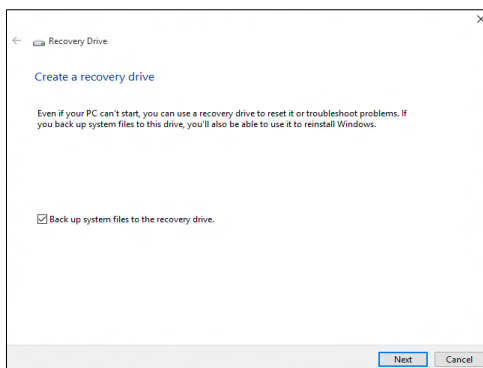 Recovery Drive
Create a recovery drive
Even if your PC can't start, you can use a recovery drive to reset it or troubleshoot problems. If
you back up system files to this drive, you'll also be able to use it to reinstall Windows.
Back up system files to the recovery drive.
Next Cancel